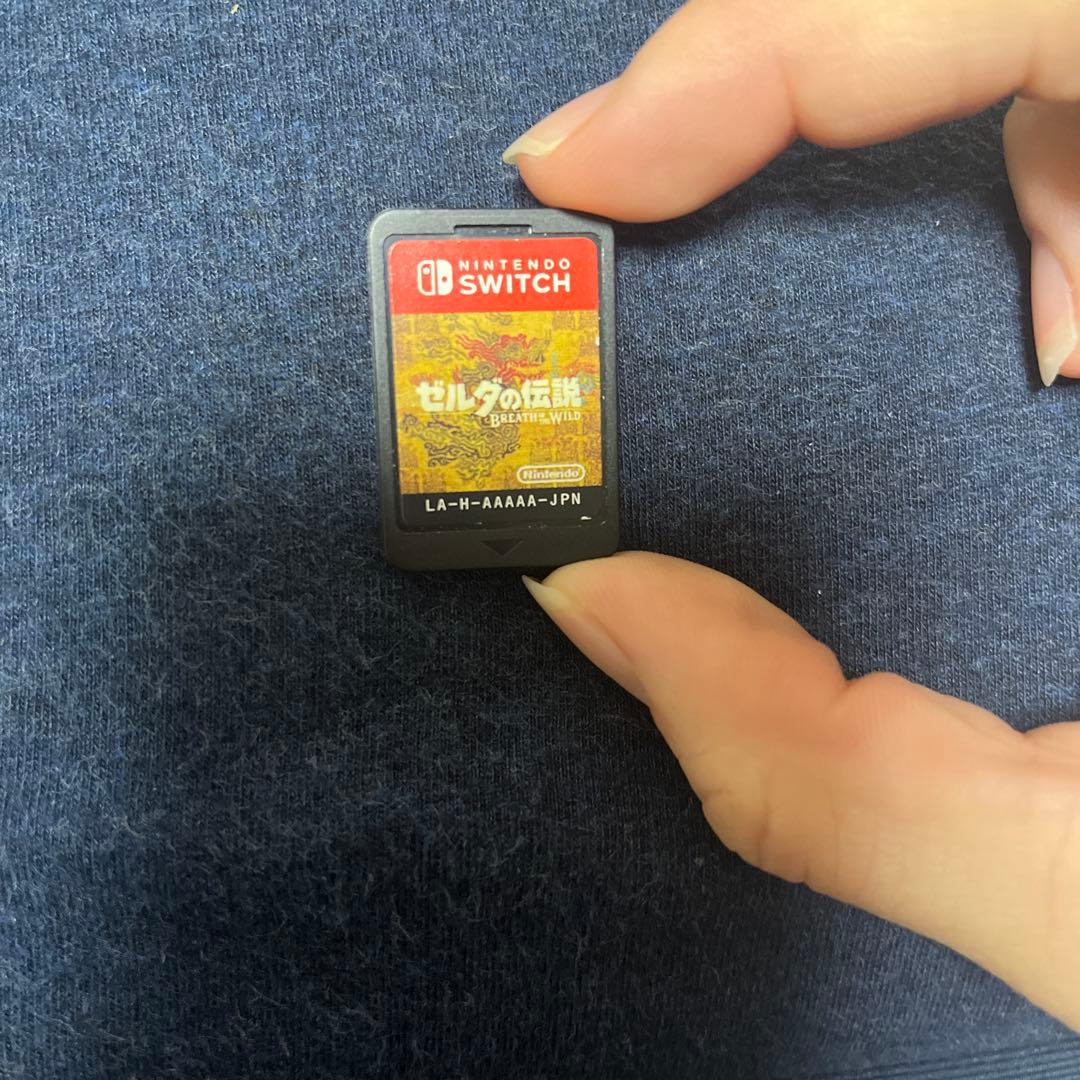 NINTENDO
SWITCH
ゼルダの伝説
BREATH OF THE WILD
Nintendo
LA-H-AAAAA-JPN